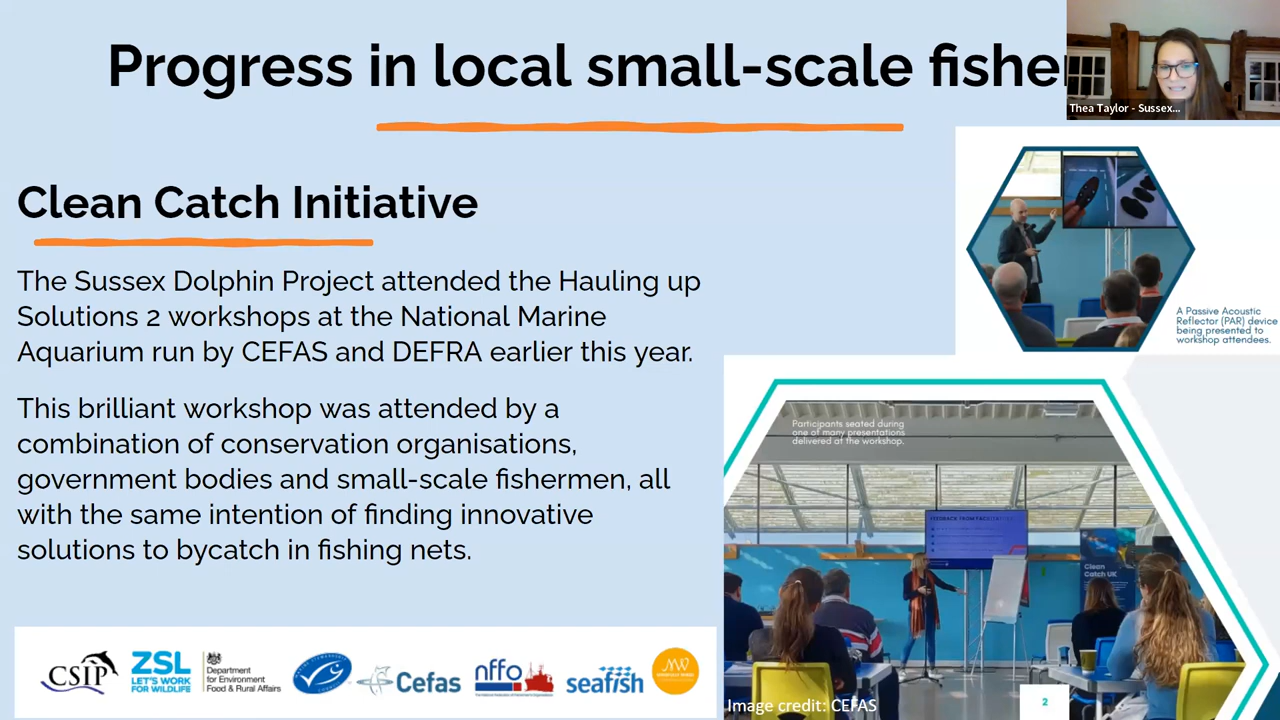 Progress in local small-scale fishe
Thea Taylor - Sussex...
Clean Catch Initiative
The Sussex Dolphin Project attended the Hauling up
Solutions 2 workshops at the National Marine
Aquarium run by CEFAS and DEFRA earlier this year.
This brilliant workshop was attended by a
combination of conservation organisations,
government bodies and small-scale fishermen, all
with the same intention of finding innovative
solutions to bycatch in fishing nets.
A Passive Acoustic
Reflector (PAR) device
being presented to
workshop attendees.
Participants seated during
one of many presentations
delivered at the workshop.
FEEDBACK FROM
Clean
Catch UK
CSIP
ZSL
LET'S WORK
FOR WILDLIFE
Department
for Environment
Food & Rural Affairs
Cefas
nffo
seafish
Image credit: CEFAS
2